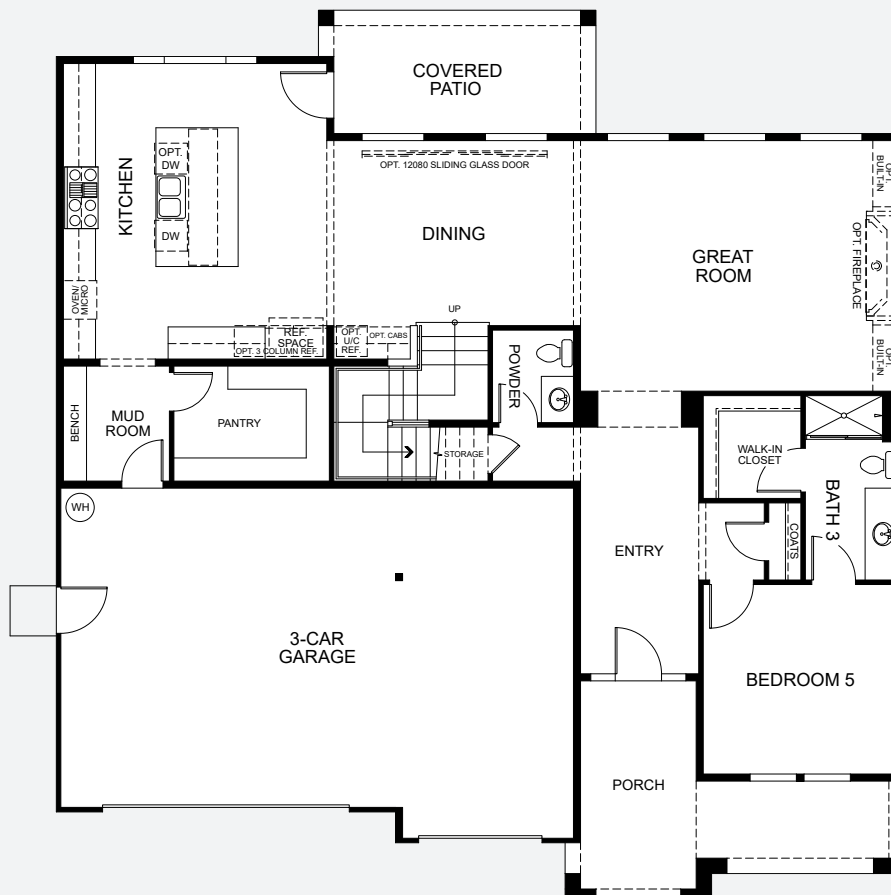 COVERED
PATIO
OPT.
DW
DW
KITCHEN
OVEN/
MICRO
REF.
SPACE
OPT. 3 COLUMN REF.
OPT. 12080 SLIDING GLASS DOOR
DINING
OPT.
U/C
REF.
OPT. CABS
UP
GREAT
ROOM
OPT.
BUILT-IN
OPT. FIREPLACE
OPT.
BUILT-IN
BENCH
MUD
ROOM
PANTRY
STORAGE
POWDER
WALK-IN
CLOSET
BATH 3
COATS
ENTRY
WH
3-CAR
GARAGE
BEDROOM 5
PORCH